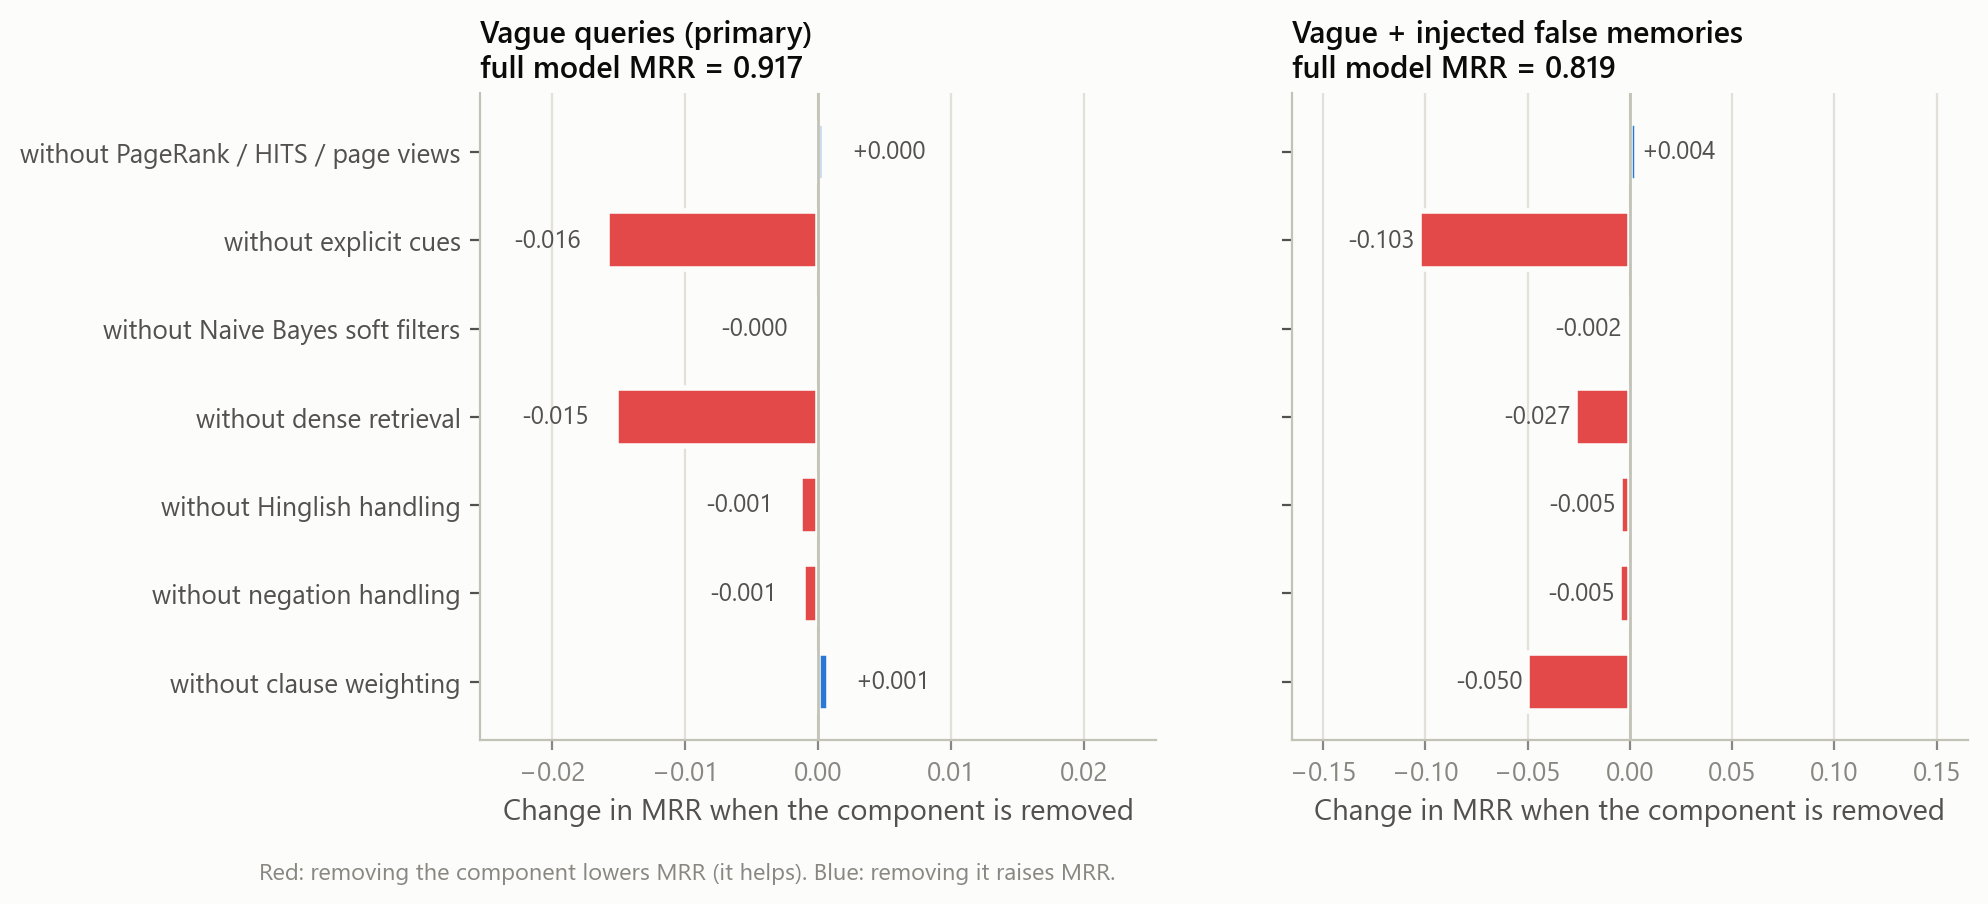 Vague queries (primary)
full model MRR = 0.917
Vague + injected false memories
full model MRR = 0.819
without PageRank / HITS / page views
+0.000
+0.004
without explicit cues
-0.016
-0.103
without Naive Bayes soft filters
-0.000
-0.002
without dense retrieval
-0.015
-0.027
without Hinglish handling
-0.001
-0.005
without negation handling
-0.001
-0.005
without clause weighting
+0.001
-0.050
−0.02 −0.01 0.00 0.01 0.02
−0.15 −0.10 −0.05 0.00 0.05 0.10 0.15
Change in MRR when the component is removed
Change in MRR when the component is removed
Red: removing the component lowers MRR (it helps). Blue: removing it raises MRR.